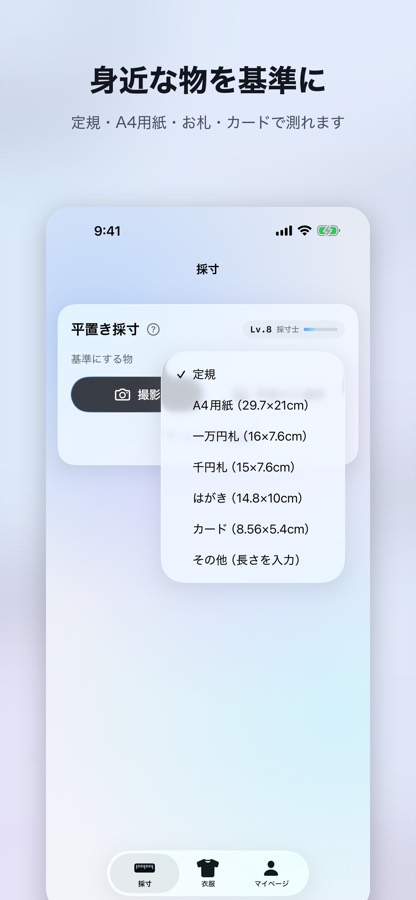 身近な物を基準に
定規・A4用紙・お札・カードで測れます
9:41
採寸
平置き採寸 ?
Lv.8 採寸士
基準にする物
撮影
✓ 定規
A4用紙（29.7×21cm）
一万円札（16×7.6cm）
千円札（15×7.6cm）
はがき（14.8×10cm）
カード（8.56×5.4cm）
その他（長さを入力）
採寸
衣服
マイページ